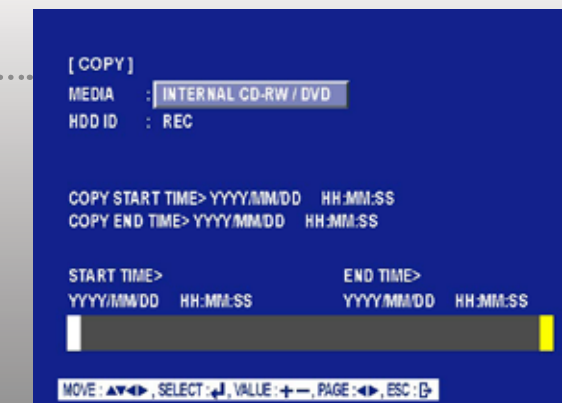 [ COPY ]
MEDIA : INTERNAL CD-RW / DVD
HDD ID : REC
COPY START TIME> YYYY/MM/DD HH:MM:SS
COPY END TIME> YYYY/MM/DD HH:MM:SS
START TIME> END TIME>
YYYY/MM/DD HH:MM:SS YYYY/MM/DD HH:MM:SS
MOVE : ▲▼◀▶ , SELECT : ↲ , VALUE : + − , PAGE : ◀▶ , ESC :